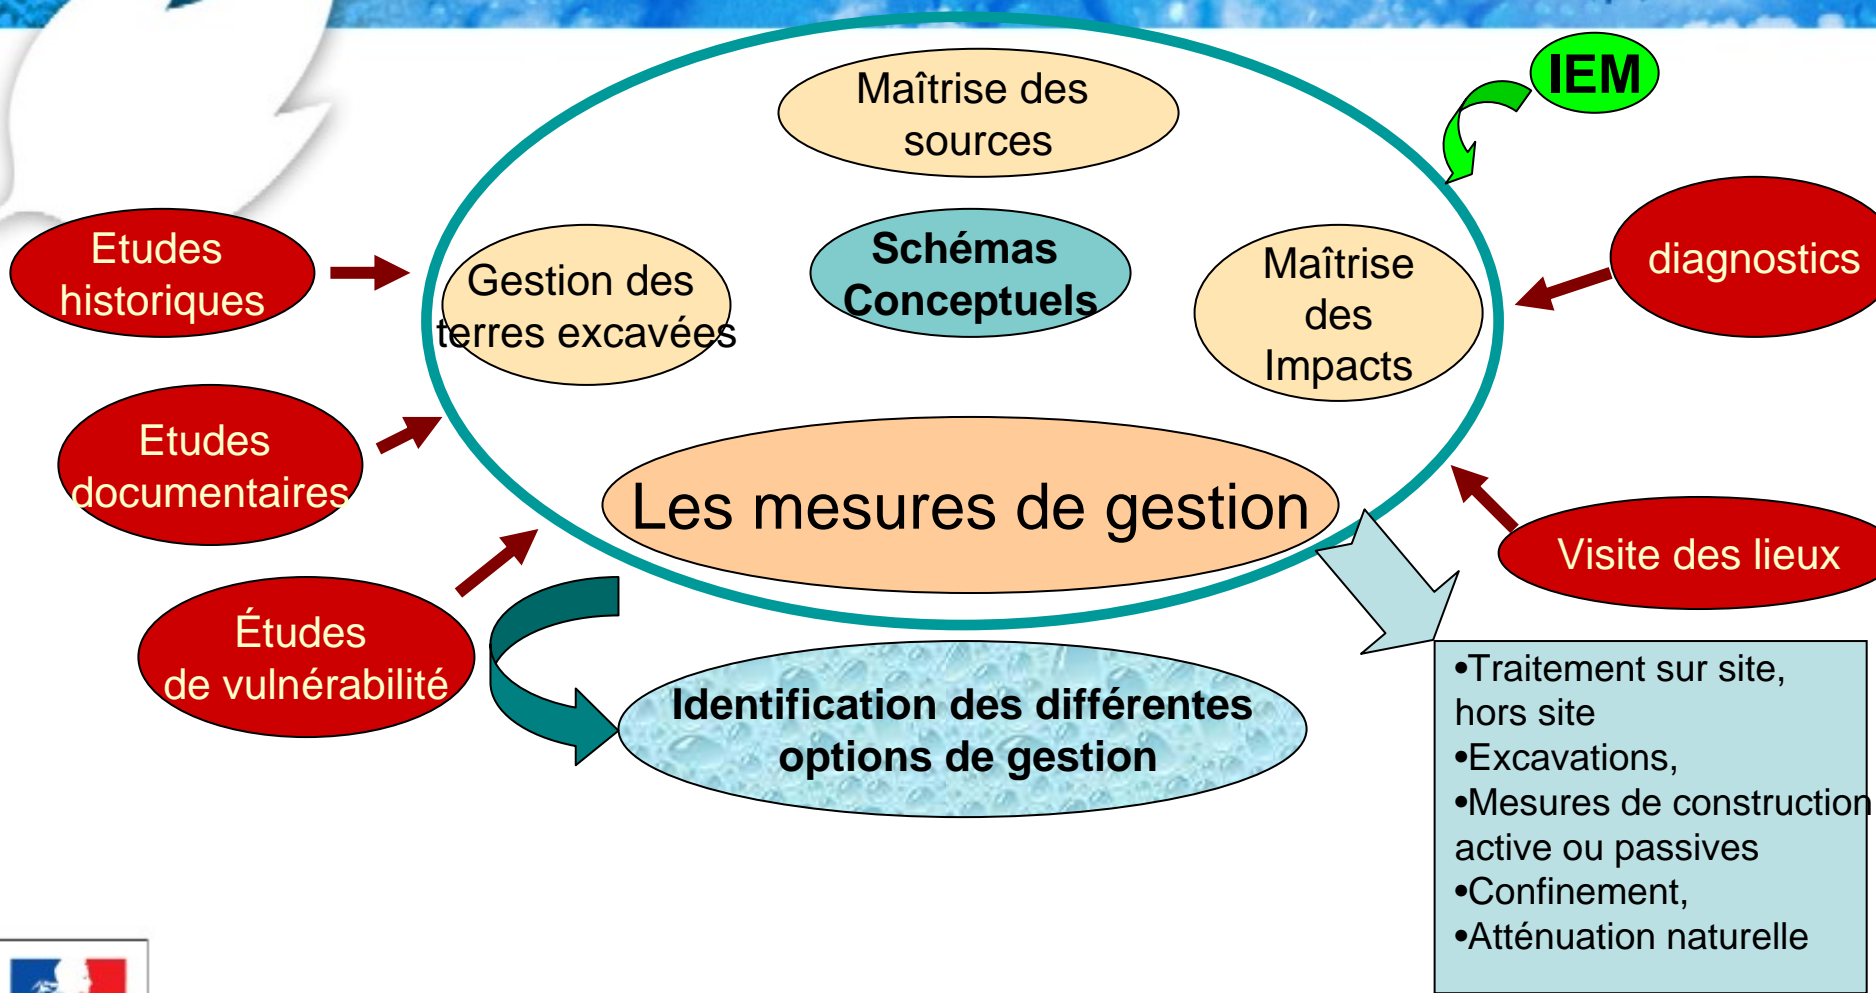 Maîtrise des
sources
IEM
Etudes
historiques
Gestion des
terres excavées
Schémas
Conceptuels
Maîtrise
des
Impacts
diagnostics
Etudes
documentaires
Les mesures de gestion
Visite des lieux
Études
de vulnérabilité
Identification des différentes
options de gestion
•Traitement sur site,
hors site
•Excavations,
•Mesures de construction
active ou passives
•Confinement,
•Atténuation naturelle